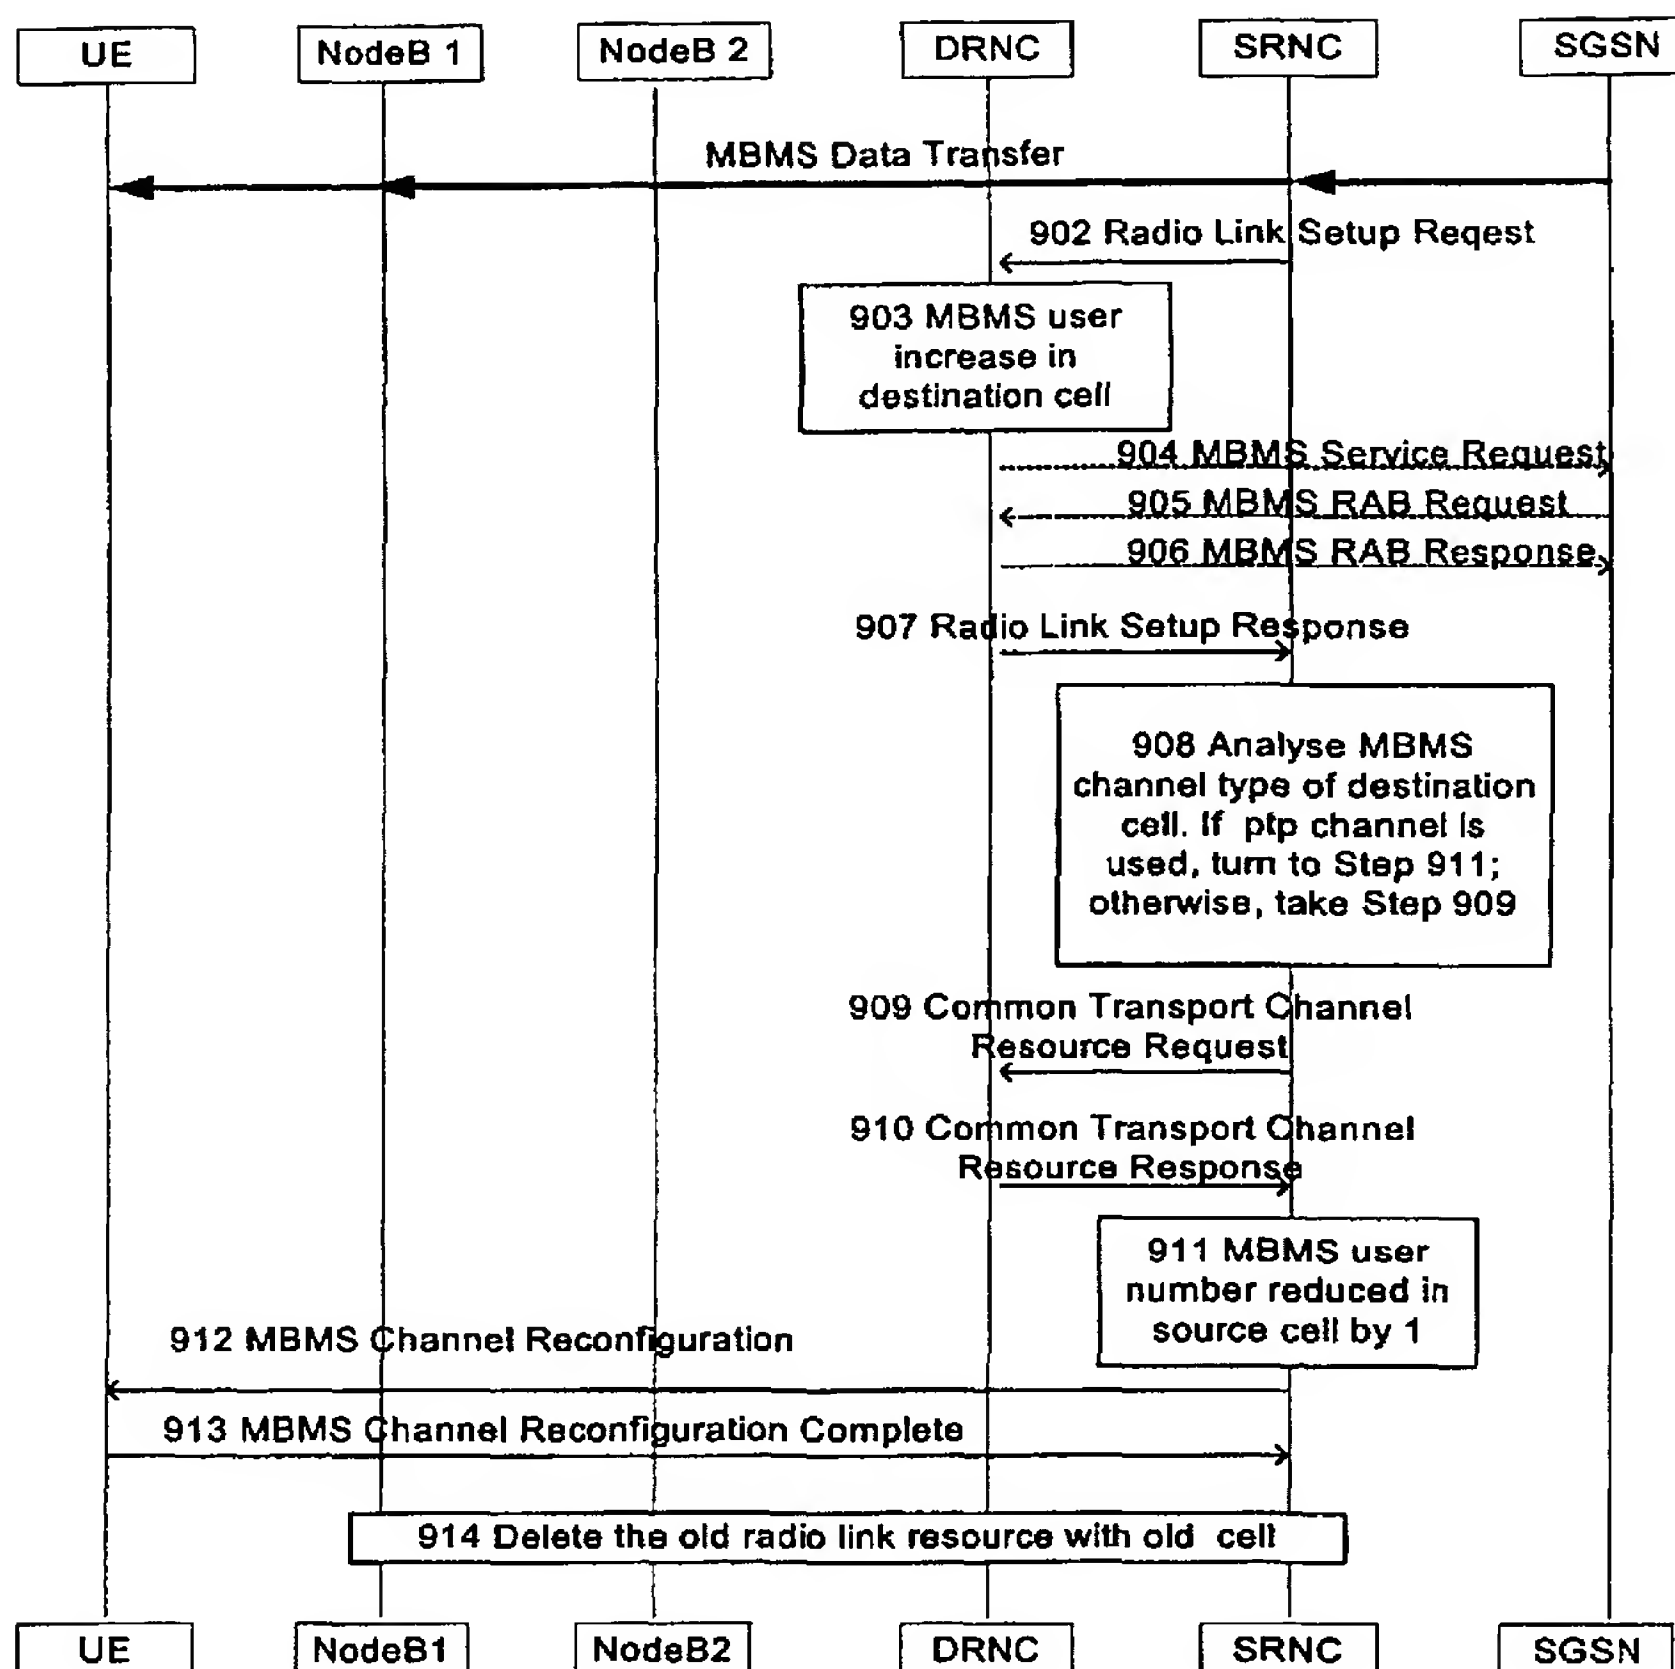 UE NodeB 1 NodeB 2 DRNC SRNC SGSN
MBMS Data Transfer
902 Radio Link Setup Reqest
903 MBMS user
increase in
destination cell
904 MBMS Service Request
905 MBMS RAB Request
906 MBMS RAB Response
907 Radio Link Setup Response
908 Analyse MBMS
channel type of destination
cell. If ptp channel is
used, turn to Step 911;
otherwise, take Step 909
909 Common Transport Channel
Resource Request
910 Common Transport Channel
Resource Response
911 MBMS user
number reduced in
source cell by 1
912 MBMS Channel Reconfiguration
913 MBMS Channel Reconfiguration Complete
914 Delete the old radio link resource with old cell
UE NodeB1 NodeB2 DRNC SRNC SGSN